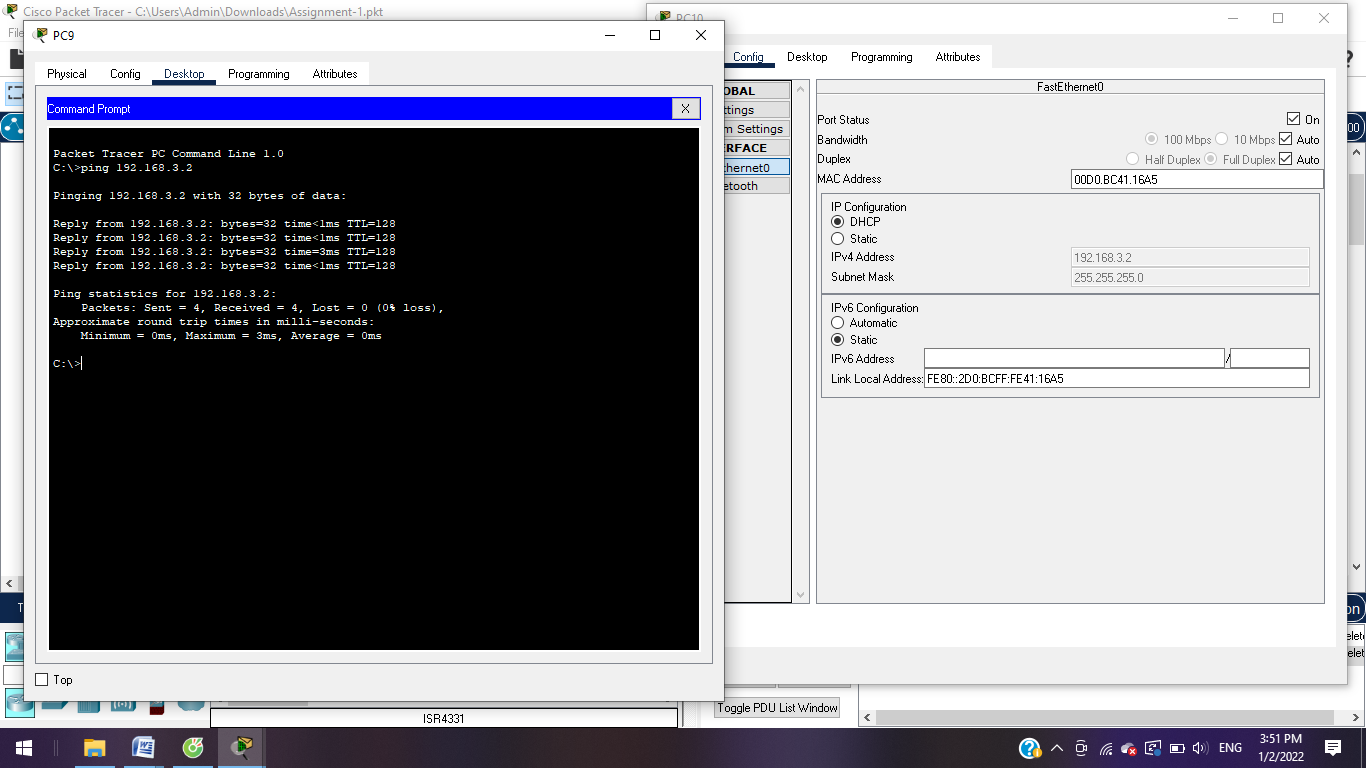 Cisco Packet Tracer - C:\Users\Admin\Downloads\Assignment-1.pkt
File
PC9
Physical Config Desktop Programming Attributes
Command Prompt X
Packet Tracer PC Command Line 1.0
C:\>ping 192.168.3.2
Pinging 192.168.3.2 with 32 bytes of data:
Reply from 192.168.3.2: bytes=32 time<1ms TTL=128
Reply from 192.168.3.2: bytes=32 time<1ms TTL=128
Reply from 192.168.3.2: bytes=32 time=3ms TTL=128
Reply from 192.168.3.2: bytes=32 time<1ms TTL=128
Ping statistics for 192.168.3.2:
Packets: Sent = 4, Received = 4, Lost = 0 (0% loss),
Approximate round trip times in milli-seconds:
Minimum = 0ms, Maximum = 3ms, Average = 0ms
C:\>
Top
PC10
Config Desktop Programming Attributes
OBAL
ttings
m Settings
ERFACE
thernet0
etooth
FastEthernet0
Port Status On
Bandwidth 100 Mbps 10 Mbps Auto
Duplex Half Duplex Full Duplex Auto
MAC Address 00D0.BC41.16A5
IP Configuration
DHCP
Static
IPv4 Address 192.168.3.2
Subnet Mask 255.255.255.0
IPv6 Configuration
Automatic
Static
IPv6 Address /
Link Local Address: FE80::2D0:BCFF:FE41:16A5
ISR4331
Toggle PDU List Window
ENG
3:51 PM
1/2/2022